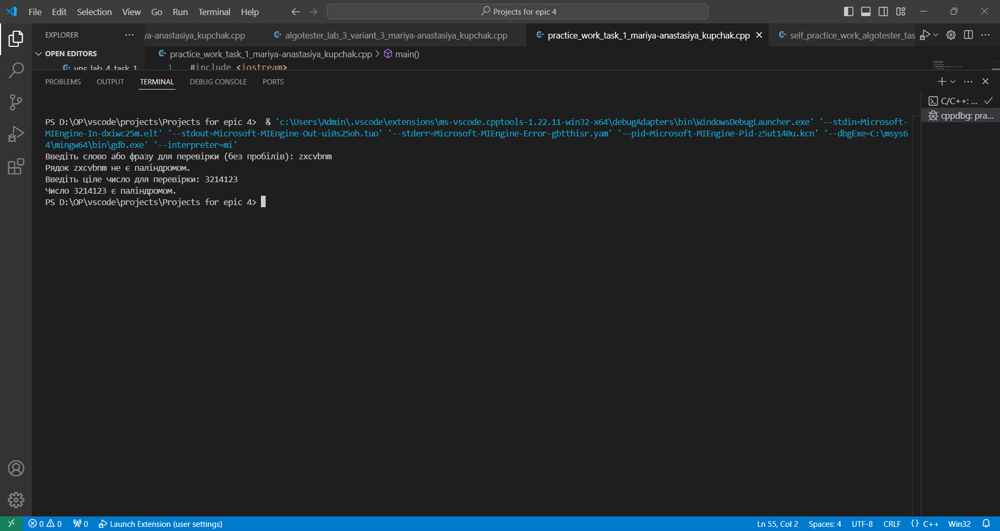 File Edit Selection View Go Run Terminal Help
Projects for epic 4
EXPLORER
ya-anastasiya_kupchak.cpp
algotester_lab_3_variant_3_mariya-anastasiya_kupchak.cpp
practice_work_task_1_mariya-anastasiya_kupchak.cpp
self_practice_work_algotester_tas
OPEN EDITORS
practice_work_task_1_mariya-anastasiya_kupchak.cpp > main()
vns_lab_4_task_1
1 #include <iostream>
PROBLEMS OUTPUT TERMINAL DEBUG CONSOLE PORTS
C/C++: ...
cppdbg: pra...
PS D:\OP\vscode\projects\Projects for epic 4> & 'c:\Users\Admin\.vscode\extensions\ms-vscode.cpptools-1.22.11-win32-x64\debugAdapters\bin\WindowsDebugLauncher.exe' '--stdin=Microsoft-
MIEngine-In-dxiwc25m.elt' '--stdout=Microsoft-MIEngine-Out-ui0s25oh.tuo' '--stderr=Microsoft-MIEngine-Error-gbtthisr.yam' '--pid=Microsoft-MIEngine-Pid-z5ut140u.kcn' '--dbgExe=C:\msys6
4\mingw64\bin\gdb.exe' '--interpreter=mi'
Введіть слово або фразу для перевірки (без пробілів): zxcvbnm
Рядок zxcvbnm не є паліндромом.
Введіть ціле число для перевірки: 3214123
Число 3214123 є паліндромом.
PS D:\OP\vscode\projects\Projects for epic 4>
0 0 0 Launch Extension (user settings)
Ln 55, Col 2 Spaces: 4 UTF-8 CRLF {} C++ Win32